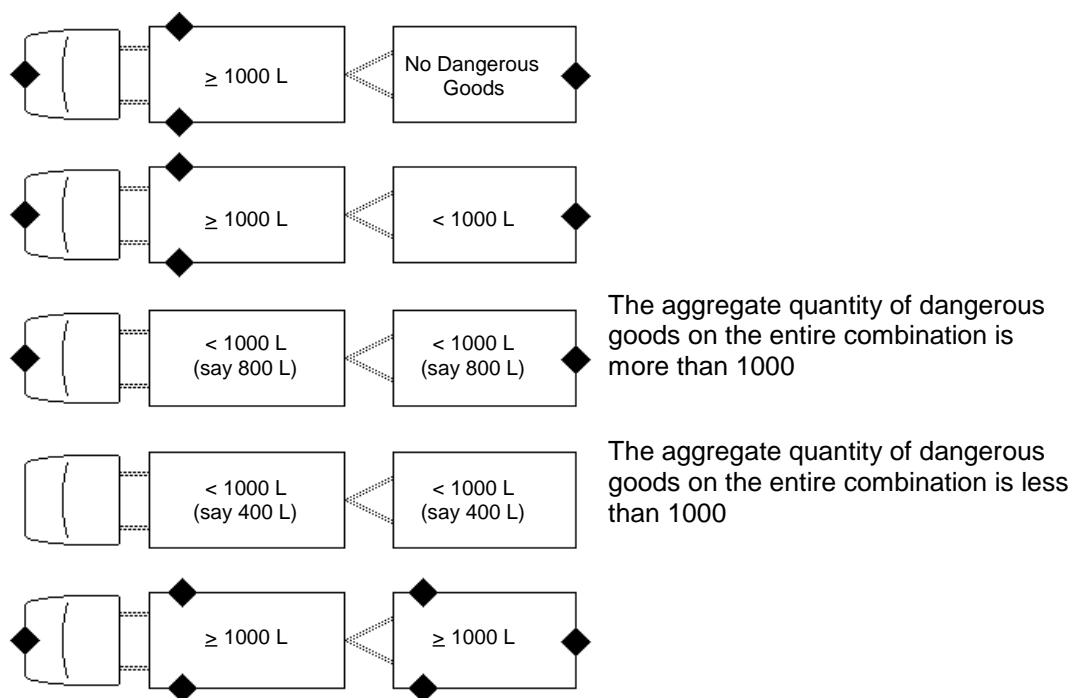 ≥ 1000 L
No Dangerous
Goods
≥ 1000 L
< 1000 L
< 1000 L
(say 800 L)
< 1000 L
(say 800 L)
The aggregate quantity of dangerous
goods on the entire combination is
more than 1000
< 1000 L
(say 400 L)
< 1000 L
(say 400 L)
The aggregate quantity of dangerous
goods on the entire combination is less
than 1000
≥ 1000 L
≥ 1000 L